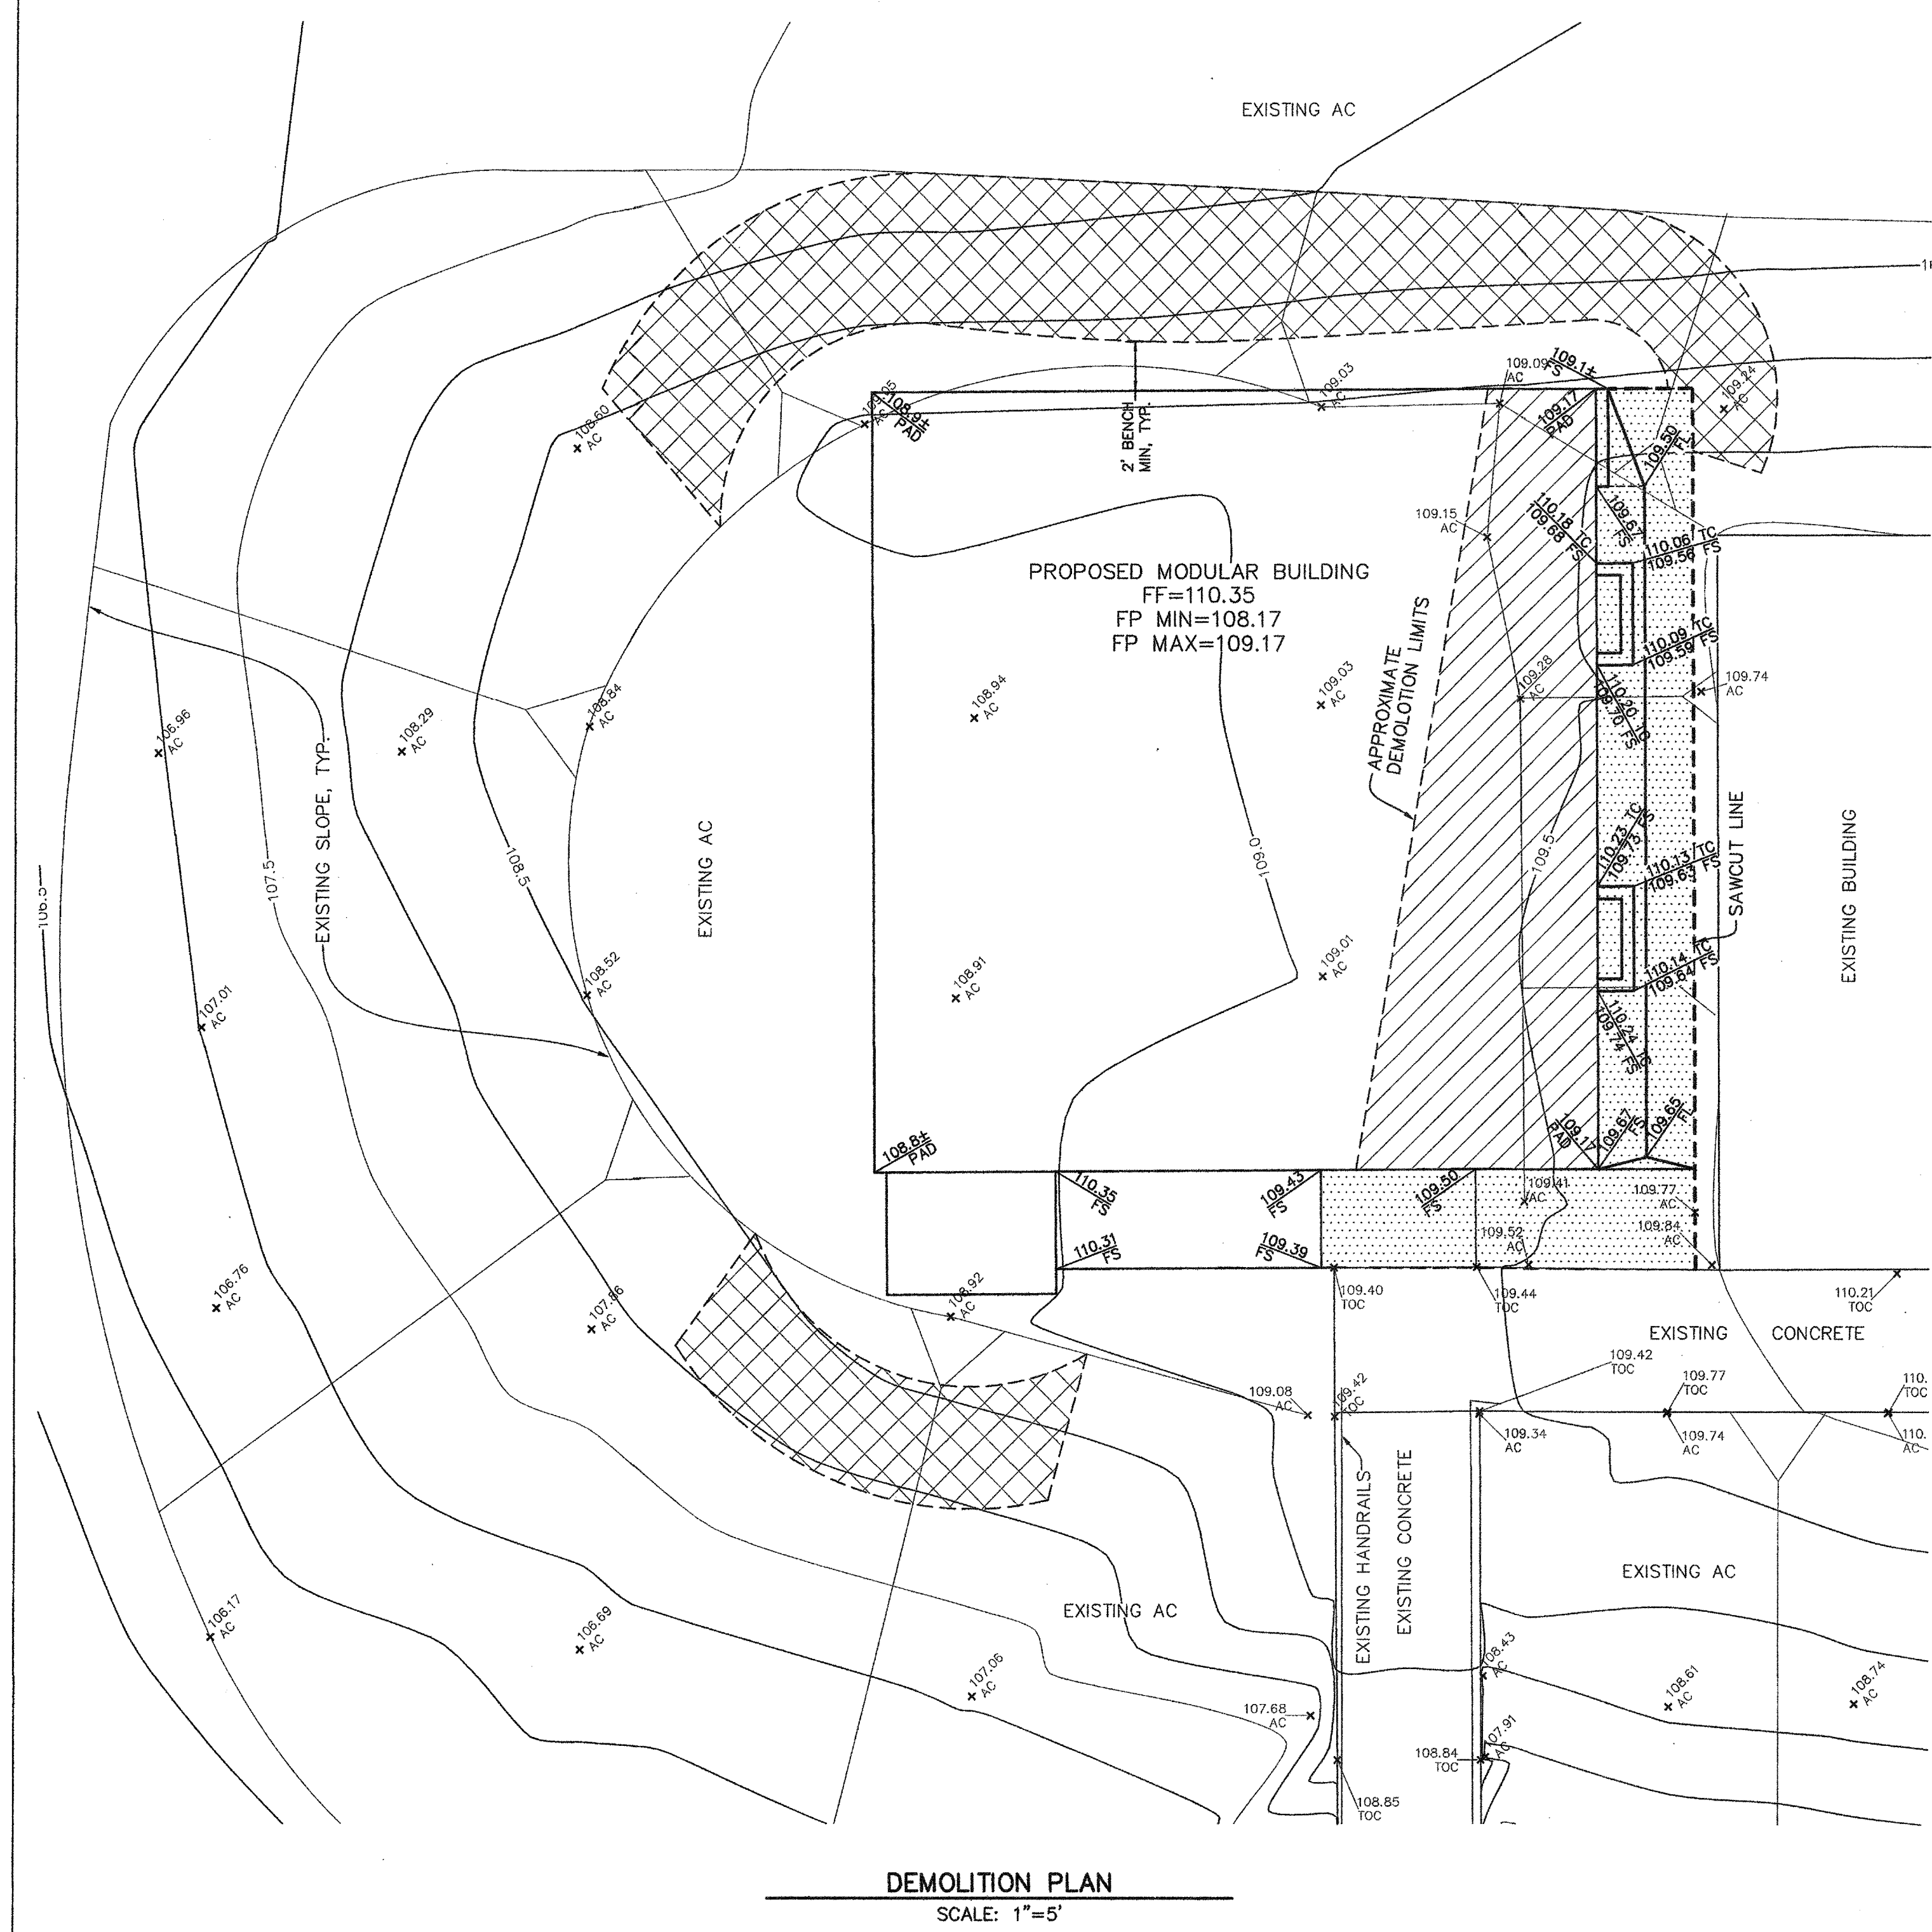 EXISTING AC
109.05
AC
108.9±
PAD
108.60
AC
2' BENCH
MIN, TYP.
109.03
AC
109.09
AC
109.1±
FS
109.17
PAD
109.24
AC
109.50
FL
109.15
AC
110.18 TC
109.68 FS
109.67
FS
110.06 TC
109.56 FS
PROPOSED MODULAR BUILDING
FF=110.35
FP MIN=108.17
FP MAX=109.17
110.09 TC
109.59 FS
109.74
AC
109.28
AC
110.20 TC
109.70 FS
APPROXIMATE
DEMOLOTION LIMITS
108.94
AC
109.03
AC
108.84
AC
108.29
AC
106.96
AC
EXISTING SLOPE, TYP.
107.5
108.5
106.5
EXISTING AC
109.0
109.5
110.23 TC
109.73 FS
110.13 TC
109.63 FS
SAWCUT LINE
EXISTING BUILDING
110.14 TC
109.64 FS
110.24 TC
109.74 FS
108.91
AC
109.01
AC
108.52
AC
107.01
AC
108.8±
PAD
109.17
PAD
109.67
FS
109.65
FL
110.35
FS
109.43
FS
109.50
FS
109.41
AC
109.77
AC
110.31
FS
109.39
FS
109.52
AC
109.84
AC
106.76
AC
107.86
AC
108.92
AC
109.40
TOC
109.44
TOC
110.21
TOC
EXISTING CONCRETE
109.42
TOC
109.77
TOC
110.
TOC
109.08
AC
109.42
TOC
109.34
AC
109.74
AC
110.
AC
EXISTING HANDRAILS
EXISTING CONCRETE
EXISTING AC
EXISTING AC
106.17
AC
106.69
AC
107.06
AC
107.68
AC
108.43
AC
108.61
AC
108.74
AC
107.91
AC
108.84
TOC
108.85
TOC
DEMOLITION PLAN
SCALE: 1"=5'